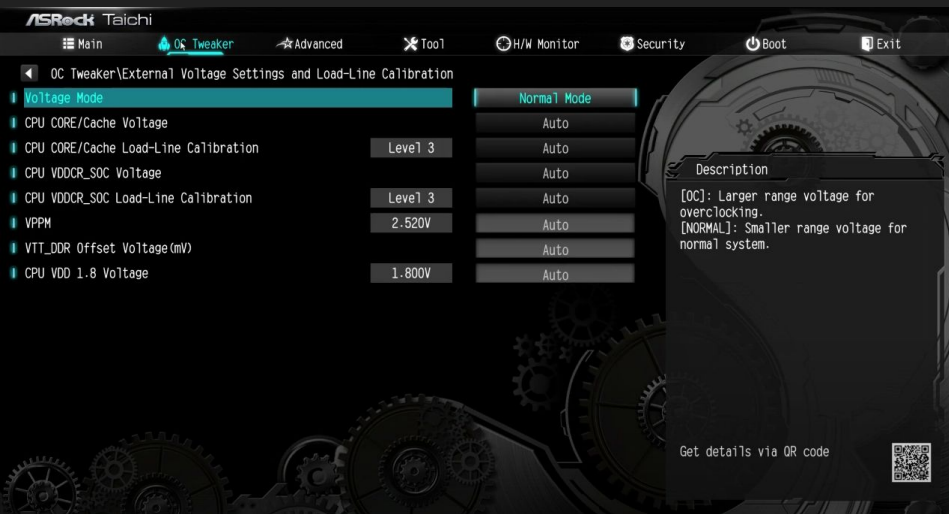 ASRock Taichi
Main OC Tweaker Advanced Tool H/W Monitor Security Boot Exit
OC Tweaker\External Voltage Settings and Load-Line Calibration
Voltage Mode Normal Mode
CPU CORE/Cache Voltage Auto
CPU CORE/Cache Load-Line Calibration Level 3 Auto
CPU VDDCR_SOC Voltage Auto
CPU VDDCR_SOC Load-Line Calibration Level 3 Auto
VPPM 2.520V Auto
VTT_DDR Offset Voltage(mV) Auto
CPU VDD 1.8 Voltage 1.800V Auto
Description
[OC]: Larger range voltage for
overclocking.
[NORMAL]: Smaller range voltage for
normal system.
Get details via QR code